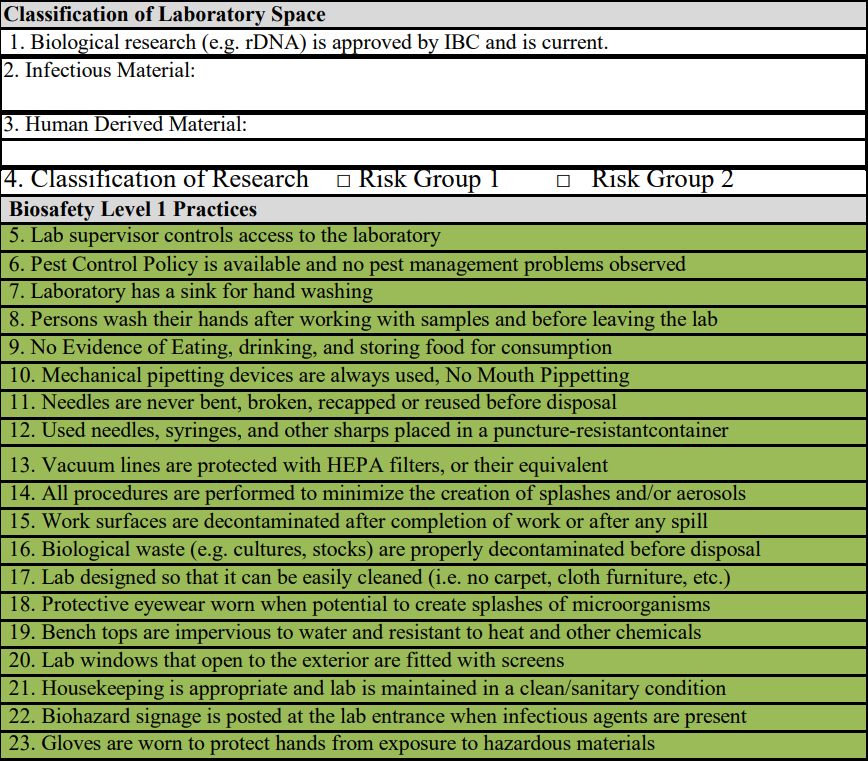 Classification of Laboratory Space
1. Biological research (e.g. rDNA) is approved by IBC and is current.
2. Infectious Material:
3. Human Derived Material:
4. Classification of Research □ Risk Group 1 □ Risk Group 2
Biosafety Level 1 Practices
5. Lab supervisor controls access to the laboratory
6. Pest Control Policy is available and no pest management problems observed
7. Laboratory has a sink for hand washing
8. Persons wash their hands after working with samples and before leaving the lab
9. No Evidence of Eating, drinking, and storing food for consumption
10. Mechanical pipetting devices are always used, No Mouth Pippetting
11. Needles are never bent, broken, recapped or reused before disposal
12. Used needles, syringes, and other sharps placed in a puncture-resistantcontainer
13. Vacuum lines are protected with HEPA filters, or their equivalent
14. All procedures are performed to minimize the creation of splashes and/or aerosols
15. Work surfaces are decontaminated after completion of work or after any spill
16. Biological waste (e.g. cultures, stocks) are properly decontaminated before disposal
17. Lab designed so that it can be easily cleaned (i.e. no carpet, cloth furniture, etc.)
18. Protective eyewear worn when potential to create splashes of microorganisms
19. Bench tops are impervious to water and resistant to heat and other chemicals
20. Lab windows that open to the exterior are fitted with screens
21. Housekeeping is appropriate and lab is maintained in a clean/sanitary condition
22. Biohazard signage is posted at the lab entrance when infectious agents are present
23. Gloves are worn to protect hands from exposure to hazardous materials